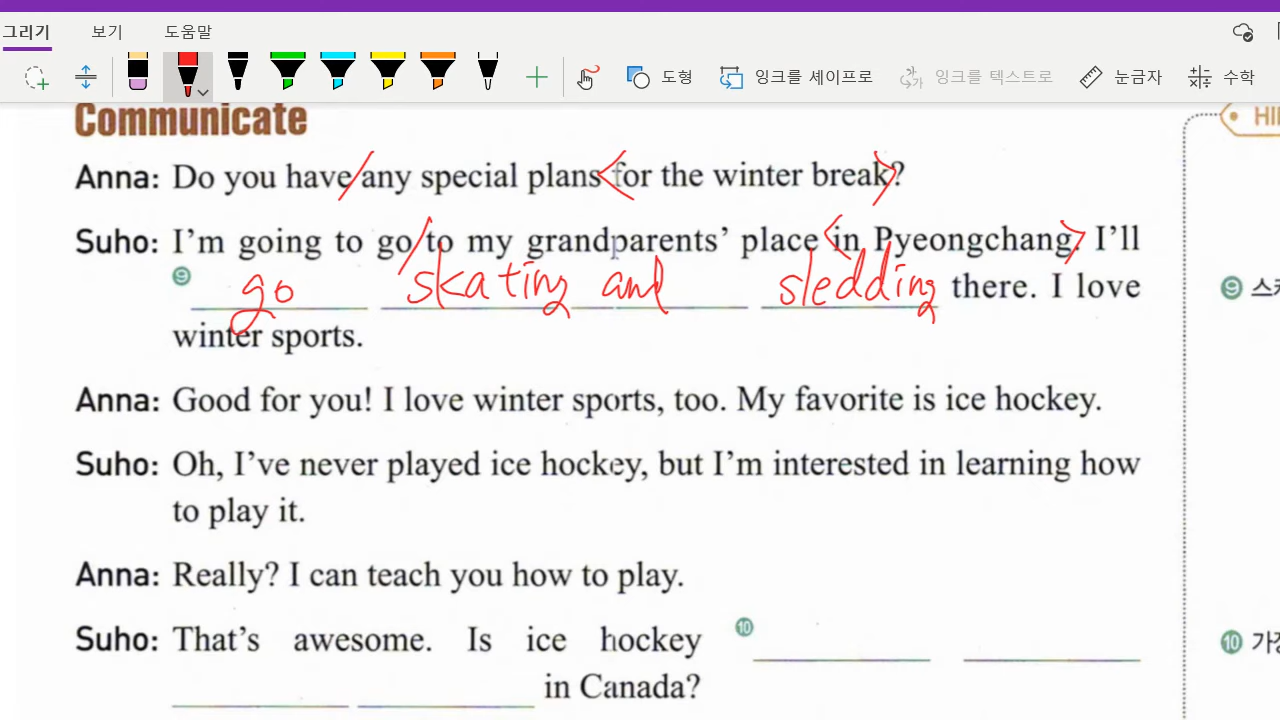 그리기 보기 도움말
도형 잉크를 셰이프로 잉크를 텍스트로 눈금자 수학
Communicate
Anna: Do you have any special plans for the winter break?
Suho: I'm going to go to my grandparents' place in Pyeongchang. I'll
⑨ go skating and sledding there. I love
winter sports.
Anna: Good for you! I love winter sports, too. My favorite is ice hockey.
Suho: Oh, I've never played ice hockey, but I'm interested in learning how
to play it.
Anna: Really? I can teach you how to play.
Suho: That's awesome. Is ice hockey ⑩
in Canada?
⑨
⑩